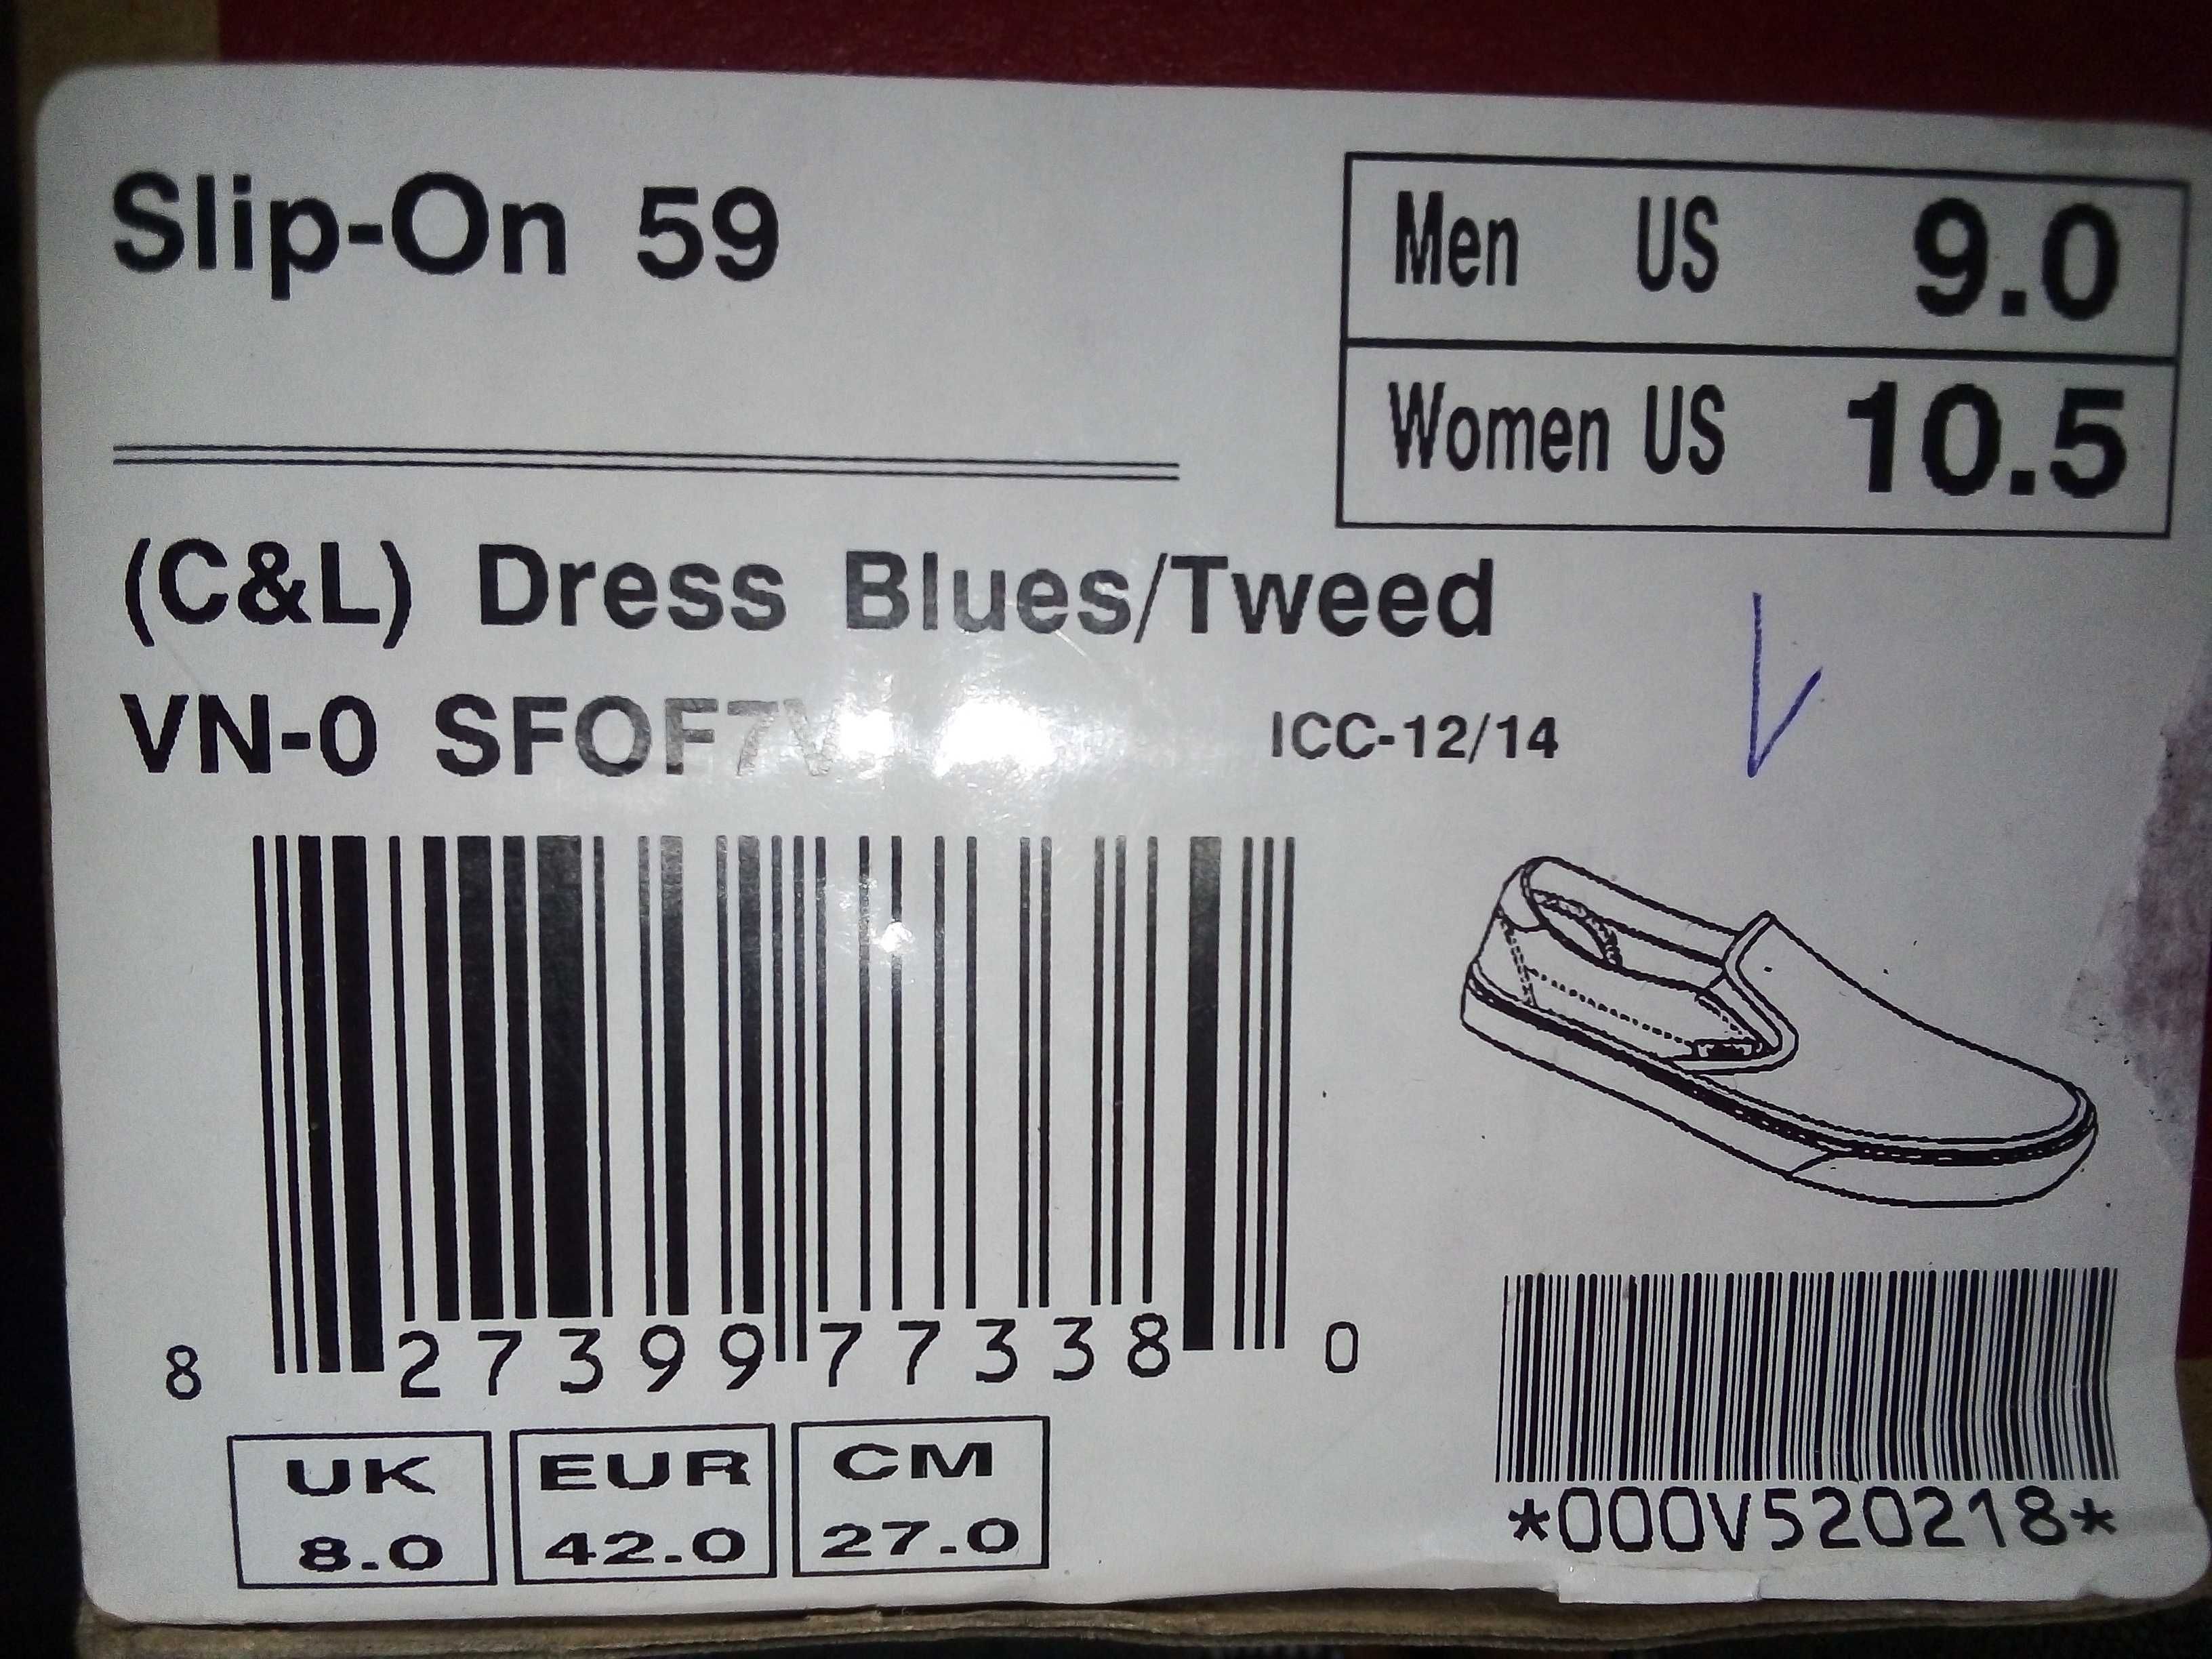 Slip-On 59
Men US 9.0
Women US 10.5
(C&L) Dress Blues/Tweed
VN-0 ICC-12/14
8 27399 77338 0
UK 8.0
EUR 42.0
CM 27.0
*000V520218*